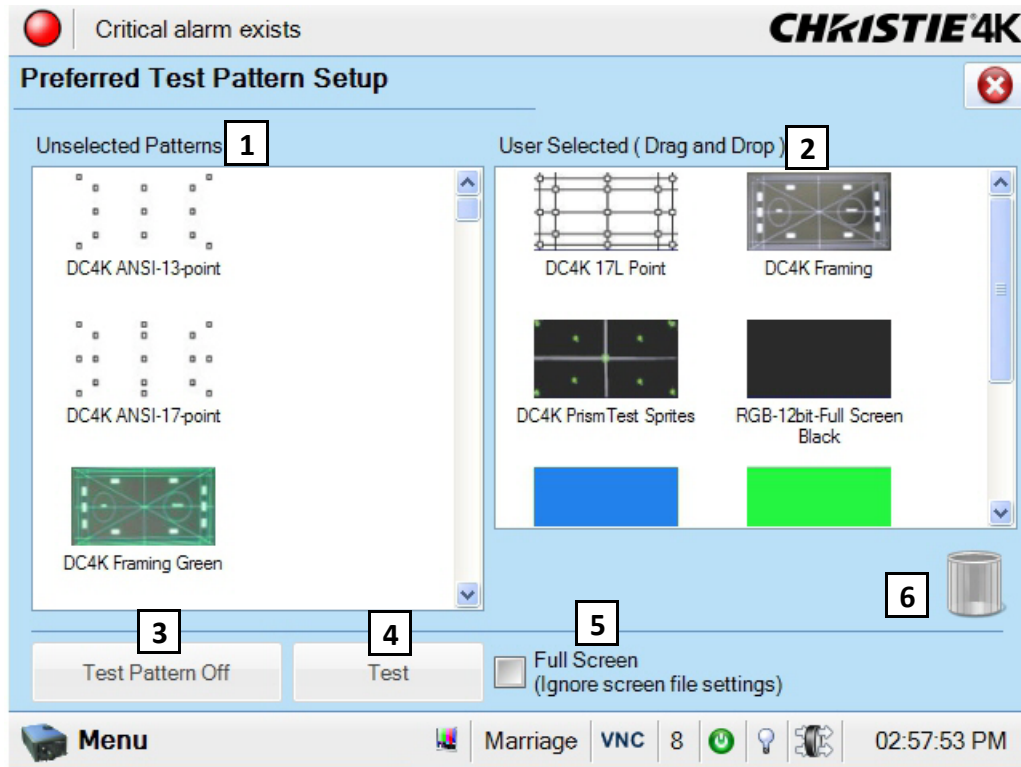 Critical alarm exists
CHRISTIE 4K
Preferred Test Pattern Setup
Unselected Patterns
1
User Selected ( Drag and Drop )
2
DC4K ANSI-13-point
DC4K 17L Point
DC4K Framing
DC4K ANSI-17-point
DC4K PrismTest Sprites
RGB-12bit-Full Screen
Black
DC4K Framing Green
6
3
4
5
Test Pattern Off
Test
Full Screen
(Ignore screen file settings)
Menu
Marriage
VNC
8
02:57:53 PM